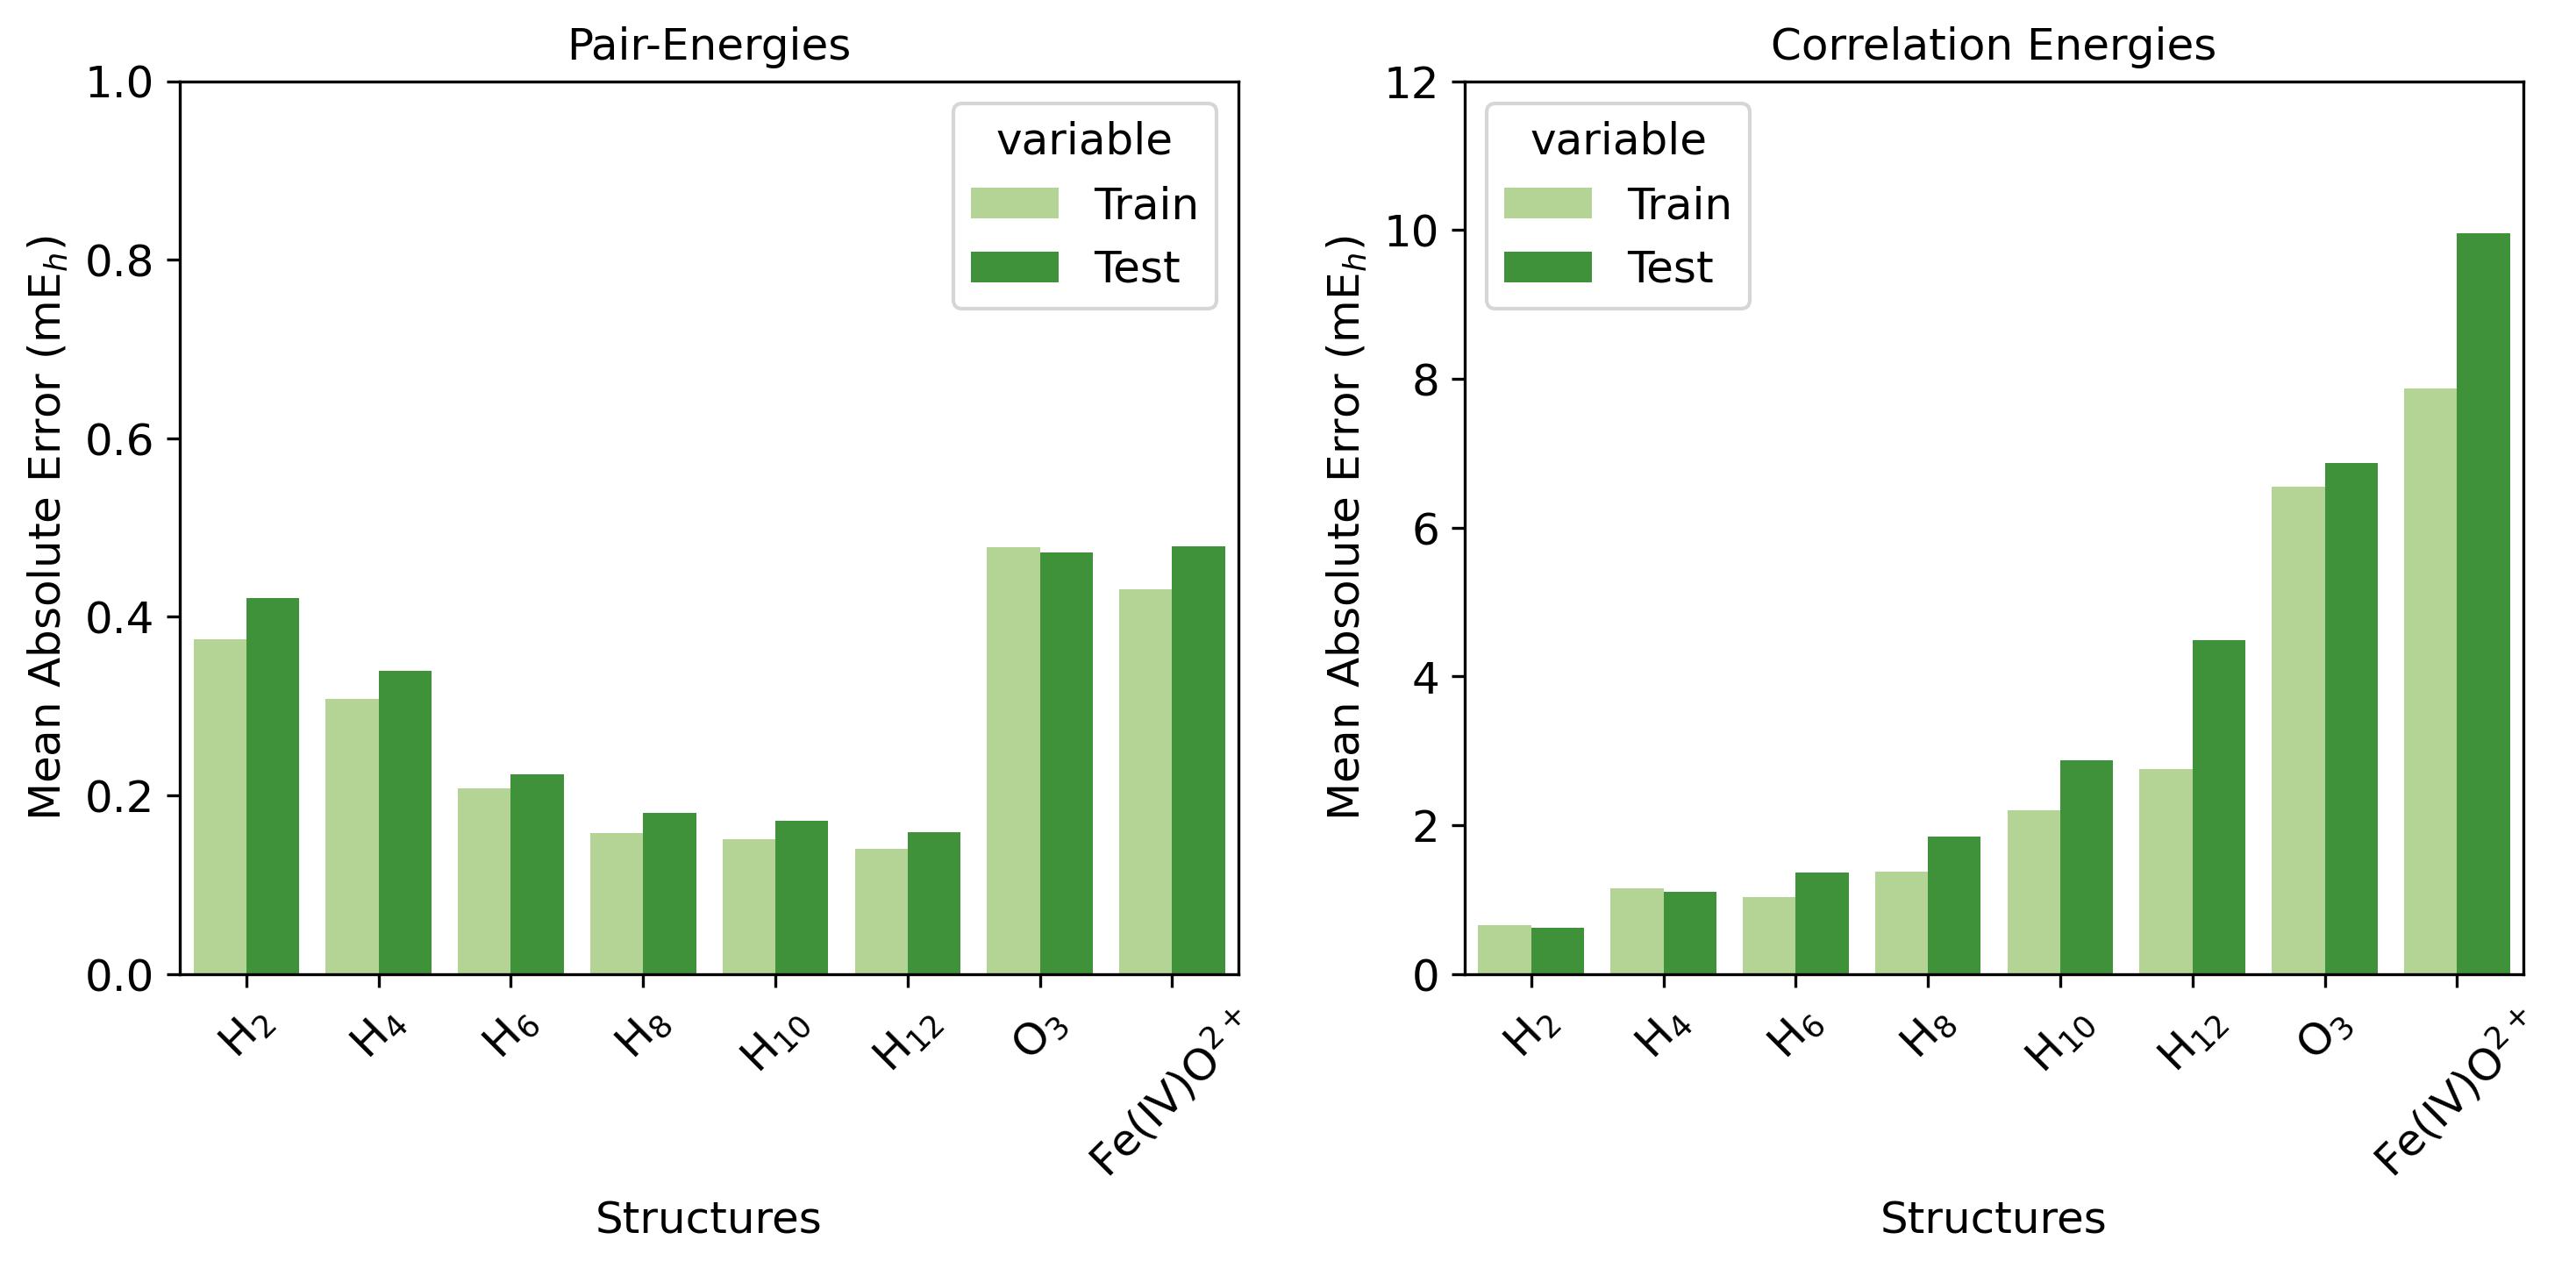 Pair-Energies
Mean Absolute Error (mE_h)
1.0
0.8
0.6
0.4
0.2
0.0
variable
Train
Test
H₂
H₄
H₆
H₈
H₁₀
H₁₂
O₃
Fe(IV)O²⁺
Structures
Correlation Energies
Mean Absolute Error (mE_h)
12
10
8
6
4
2
0
variable
Train
Test
H₂
H₄
H₆
H₈
H₁₀
H₁₂
O₃
Fe(IV)O²⁺
Structures